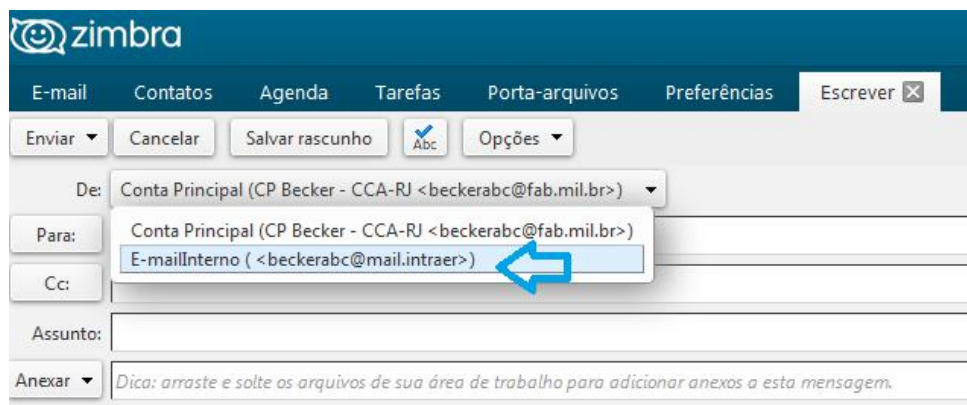 zimbra
E-mail Contatos Agenda Tarefas Porta-arquivos Preferências Escrever
Enviar Cancelar Salvar rascunho Abc Opções
De: Conta Principal (CP Becker - CCA-RJ <beckerabc@fab.mil.br>)
Conta Principal (CP Becker - CCA-RJ <beckerabc@fab.mil.br>)
Para:
E-mailInterno ( <beckerabc@mail.intraer>)
Cc:
Assunto:
Anexar Dica: arraste e solte os arquivos de sua área de trabalho para adicionar anexos a esta mensagem.